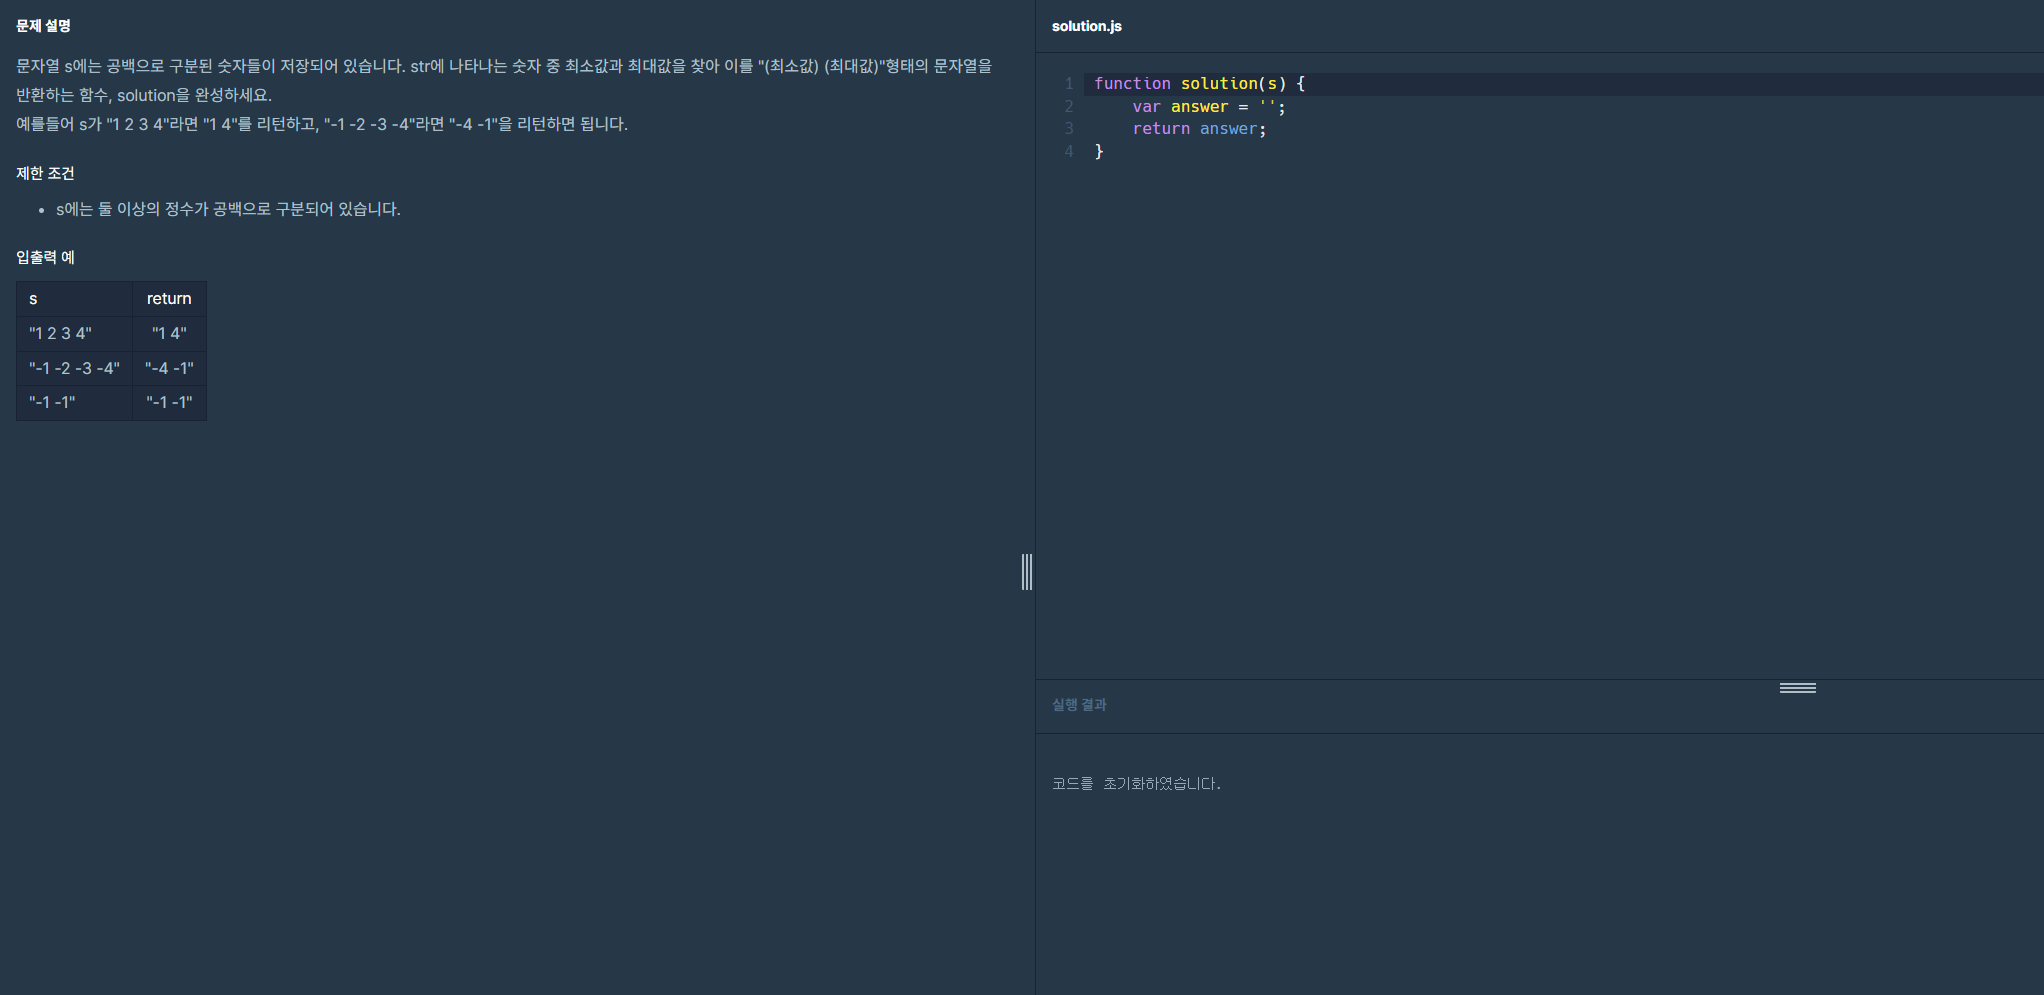 문제 설명
문자열 s에는 공백으로 구분된 숫자들이 저장되어 있습니다. str에 나타나는 숫자 중 최소값과 최대값을 찾아 이를 "(최소값) (최대값)"형태의 문자열을
반환하는 함수, solution을 완성하세요.
예를들어 s가 "1 2 3 4"라면 "1 4"를 리턴하고, "-1 -2 -3 -4"라면 "-4 -1"을 리턴하면 됩니다.
제한 조건
• s에는 둘 이상의 정수가 공백으로 구분되어 있습니다.
입출력 예
s return
"1 2 3 4" "1 4"
"-1 -2 -3 -4" "-4 -1"
"-1 -1" "-1 -1"
solution.js
1 function solution(s) {
2     var answer = '';
3     return answer;
4 }
실행 결과
코드를 초기화하였습니다.